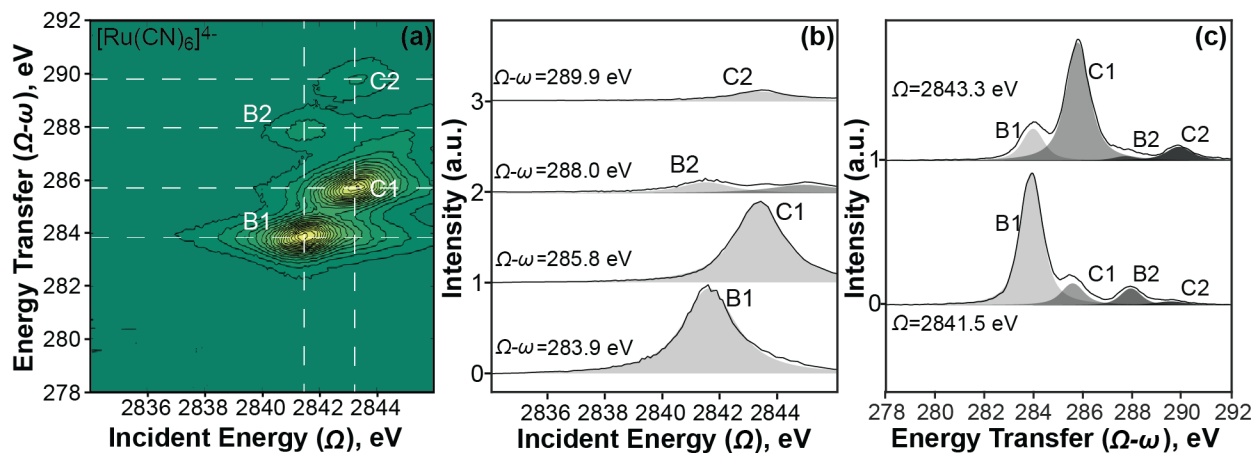 [Ru(CN)6]4-
(a)
Energy Transfer (Ω-ω), eV
292
290
288
286
284
282
280
278
C2
B2
C1
B1
2836 2838 2840 2842 2844
Incident Energy (Ω), eV
(b)
Intensity (a.u.)
3
2
1
0
Ω-ω=289.9 eV
C2
Ω-ω=288.0 eV
B2
Ω-ω=285.8 eV
C1
Ω-ω=283.9 eV
B1
2836 2838 2840 2842 2844
Incident Energy (Ω), eV
(c)
Intensity (a.u.)
1
0
Ω=2843.3 eV
B1
C1
B2
C2
B1
C1
B2
C2
Ω=2841.5 eV
278 280 282 284 286 288 290 292
Energy Transfer (Ω-ω), eV